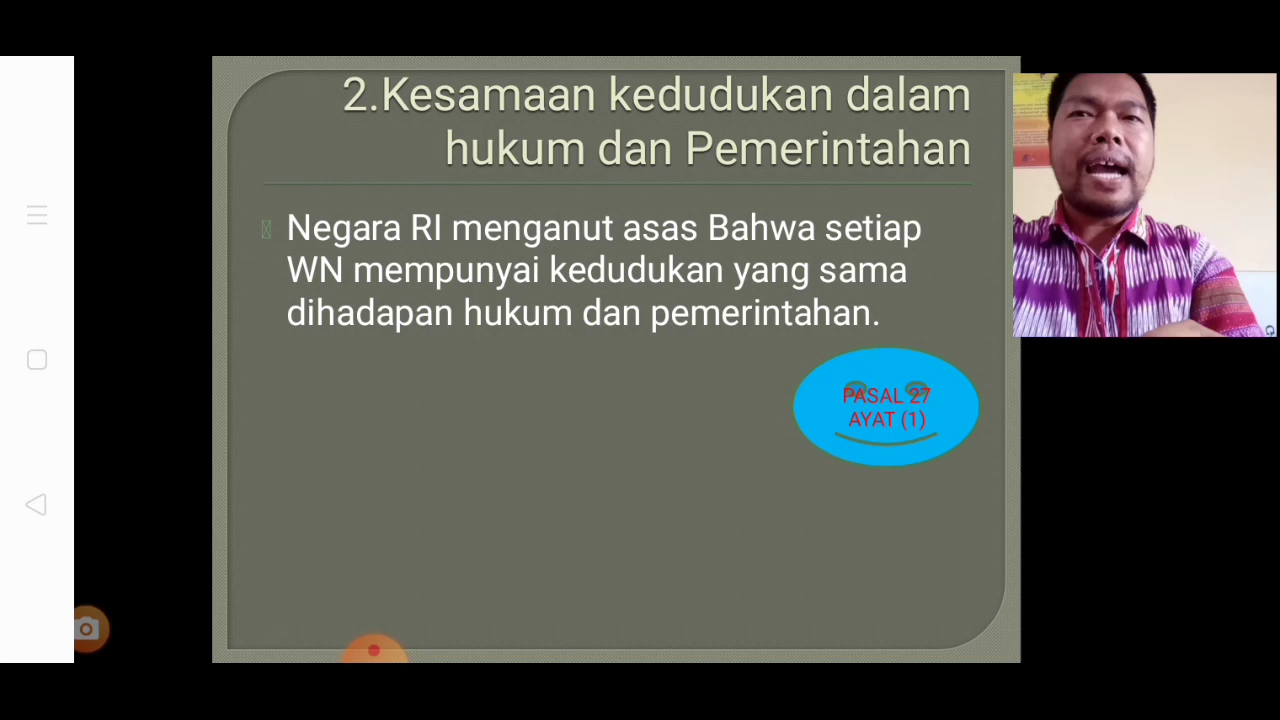 2.Kesamaan kedudukan dalam
hukum dan Pemerintahan
Negara RI menganut asas Bahwa setiap
WN mempunyai kedudukan yang sama
dihadapan hukum dan pemerintahan.
PASAL 27
AYAT (1)